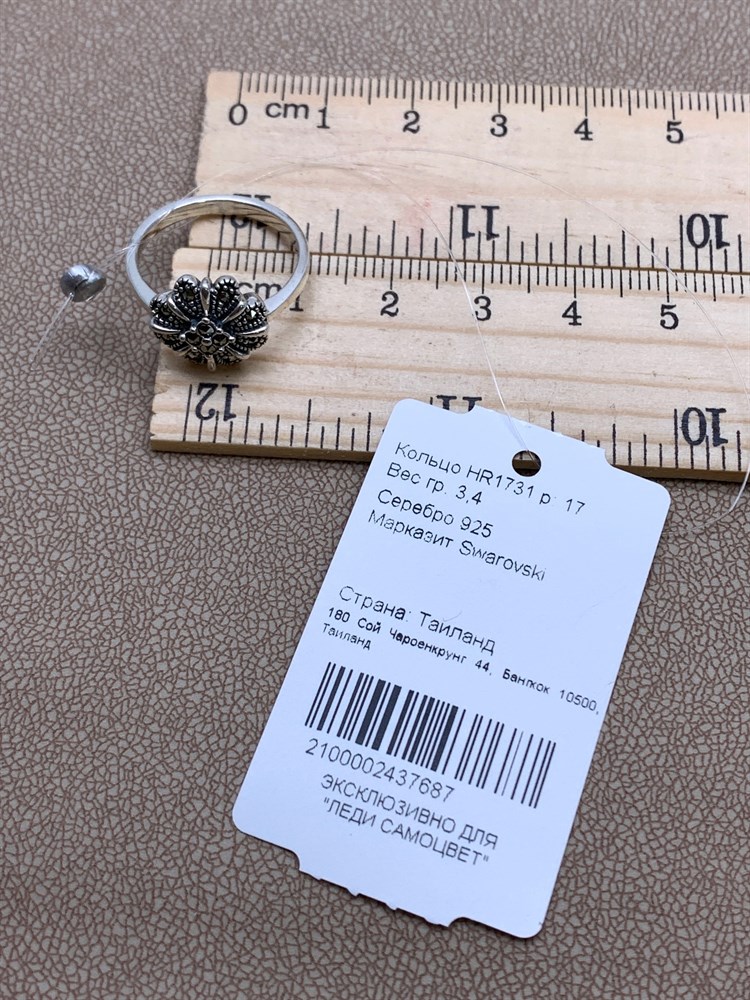 0 cm 1 2 3 4 5
11 10
cm 1 2 3 4 5
12 11 10
Кольцо HR1731 р. 17
Вес гр. 3,4
Серебро 925
Марказит Swarovski
Страна: Таиланд
180 Сой Чароенкрунг 44, Бангкок 10500,
Таиланд
2100002437687
ЭКСКЛЮЗИВНО ДЛЯ
"ЛЕДИ САМОЦВЕТ"